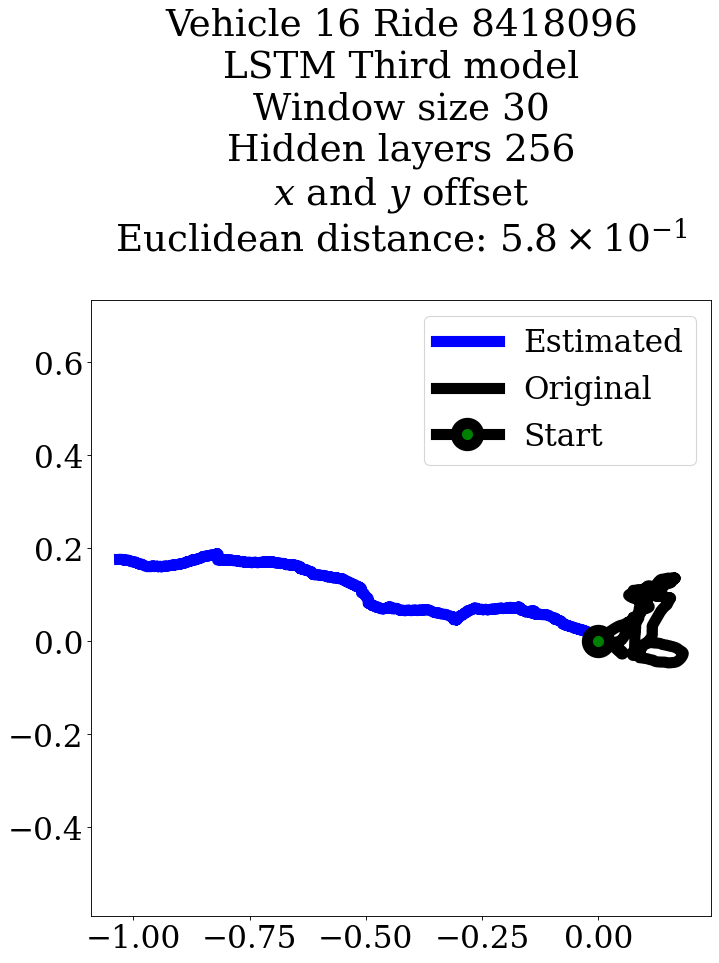 Vehicle 16 Ride 8418096
LSTM Third model
Window size 30
Hidden layers 256
x and y offset
Euclidean distance: 5.8 × 10⁻¹
Estimated
Original
Start
0.6
0.4
0.2
0.0
−0.2
−0.4
−1.00 −0.75 −0.50 −0.25 0.00